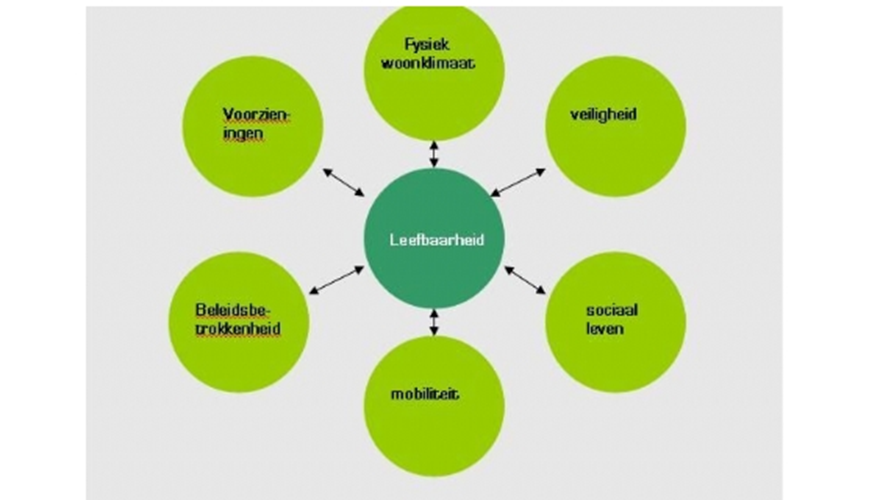 Fysiek
woonklimaat
Voorzien-
ingen
veiligheid
Leefbaarheid
Beleidsbe-
trokkenheid
sociaal
leven
mobiliteit